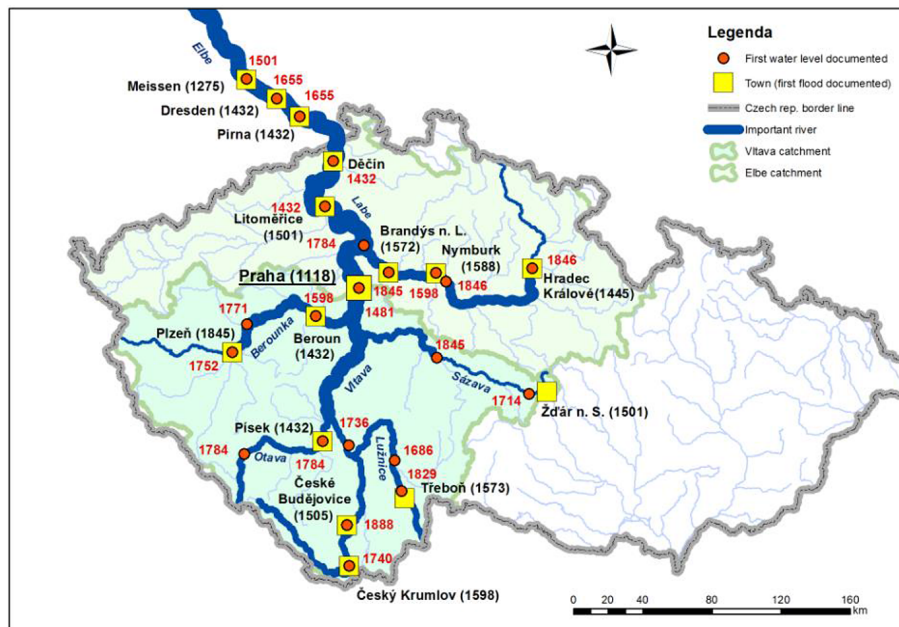 Legenda
First water level documented
Town (first flood documented)
Czech rep. border line
Important river
Vltava catchment
Elbe catchment
Elbe
1501
Meissen (1275)
1655
Dresden (1432)
1655
Pirna (1432)
Děčín
1432
1432
Litoměřice
(1501)
Labe
1784
Brandýs n. L.
(1572)
Nymburk
(1588)
1846
Hradec
Králové(1445)
Praha (1118)
1845
1598
1846
1481
1771
1598
Plzeň (1845)
Berounka
Beroun
(1432)
1752
Vltava
1845
Sázava
1714
Žďár n. S. (1501)
Písek (1432)
1736
1784
Otava
1784
Lužnice
1686
1829
Třeboň (1573)
České
Budějovice
(1505)
1888
1740
Český Krumlov (1598)
0 20 40 80 120 160
km